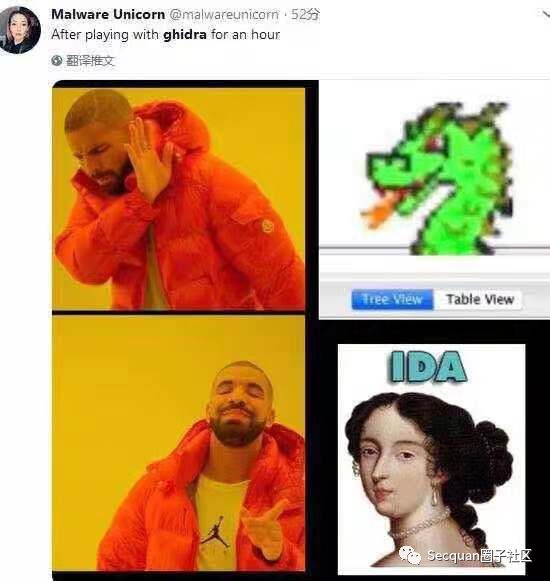 Malware Unicorn @malwareunicorn · 52分
After playing with ghidra for an hour
翻译推文
Tree View Table View
IDA
Secquan圈子社区